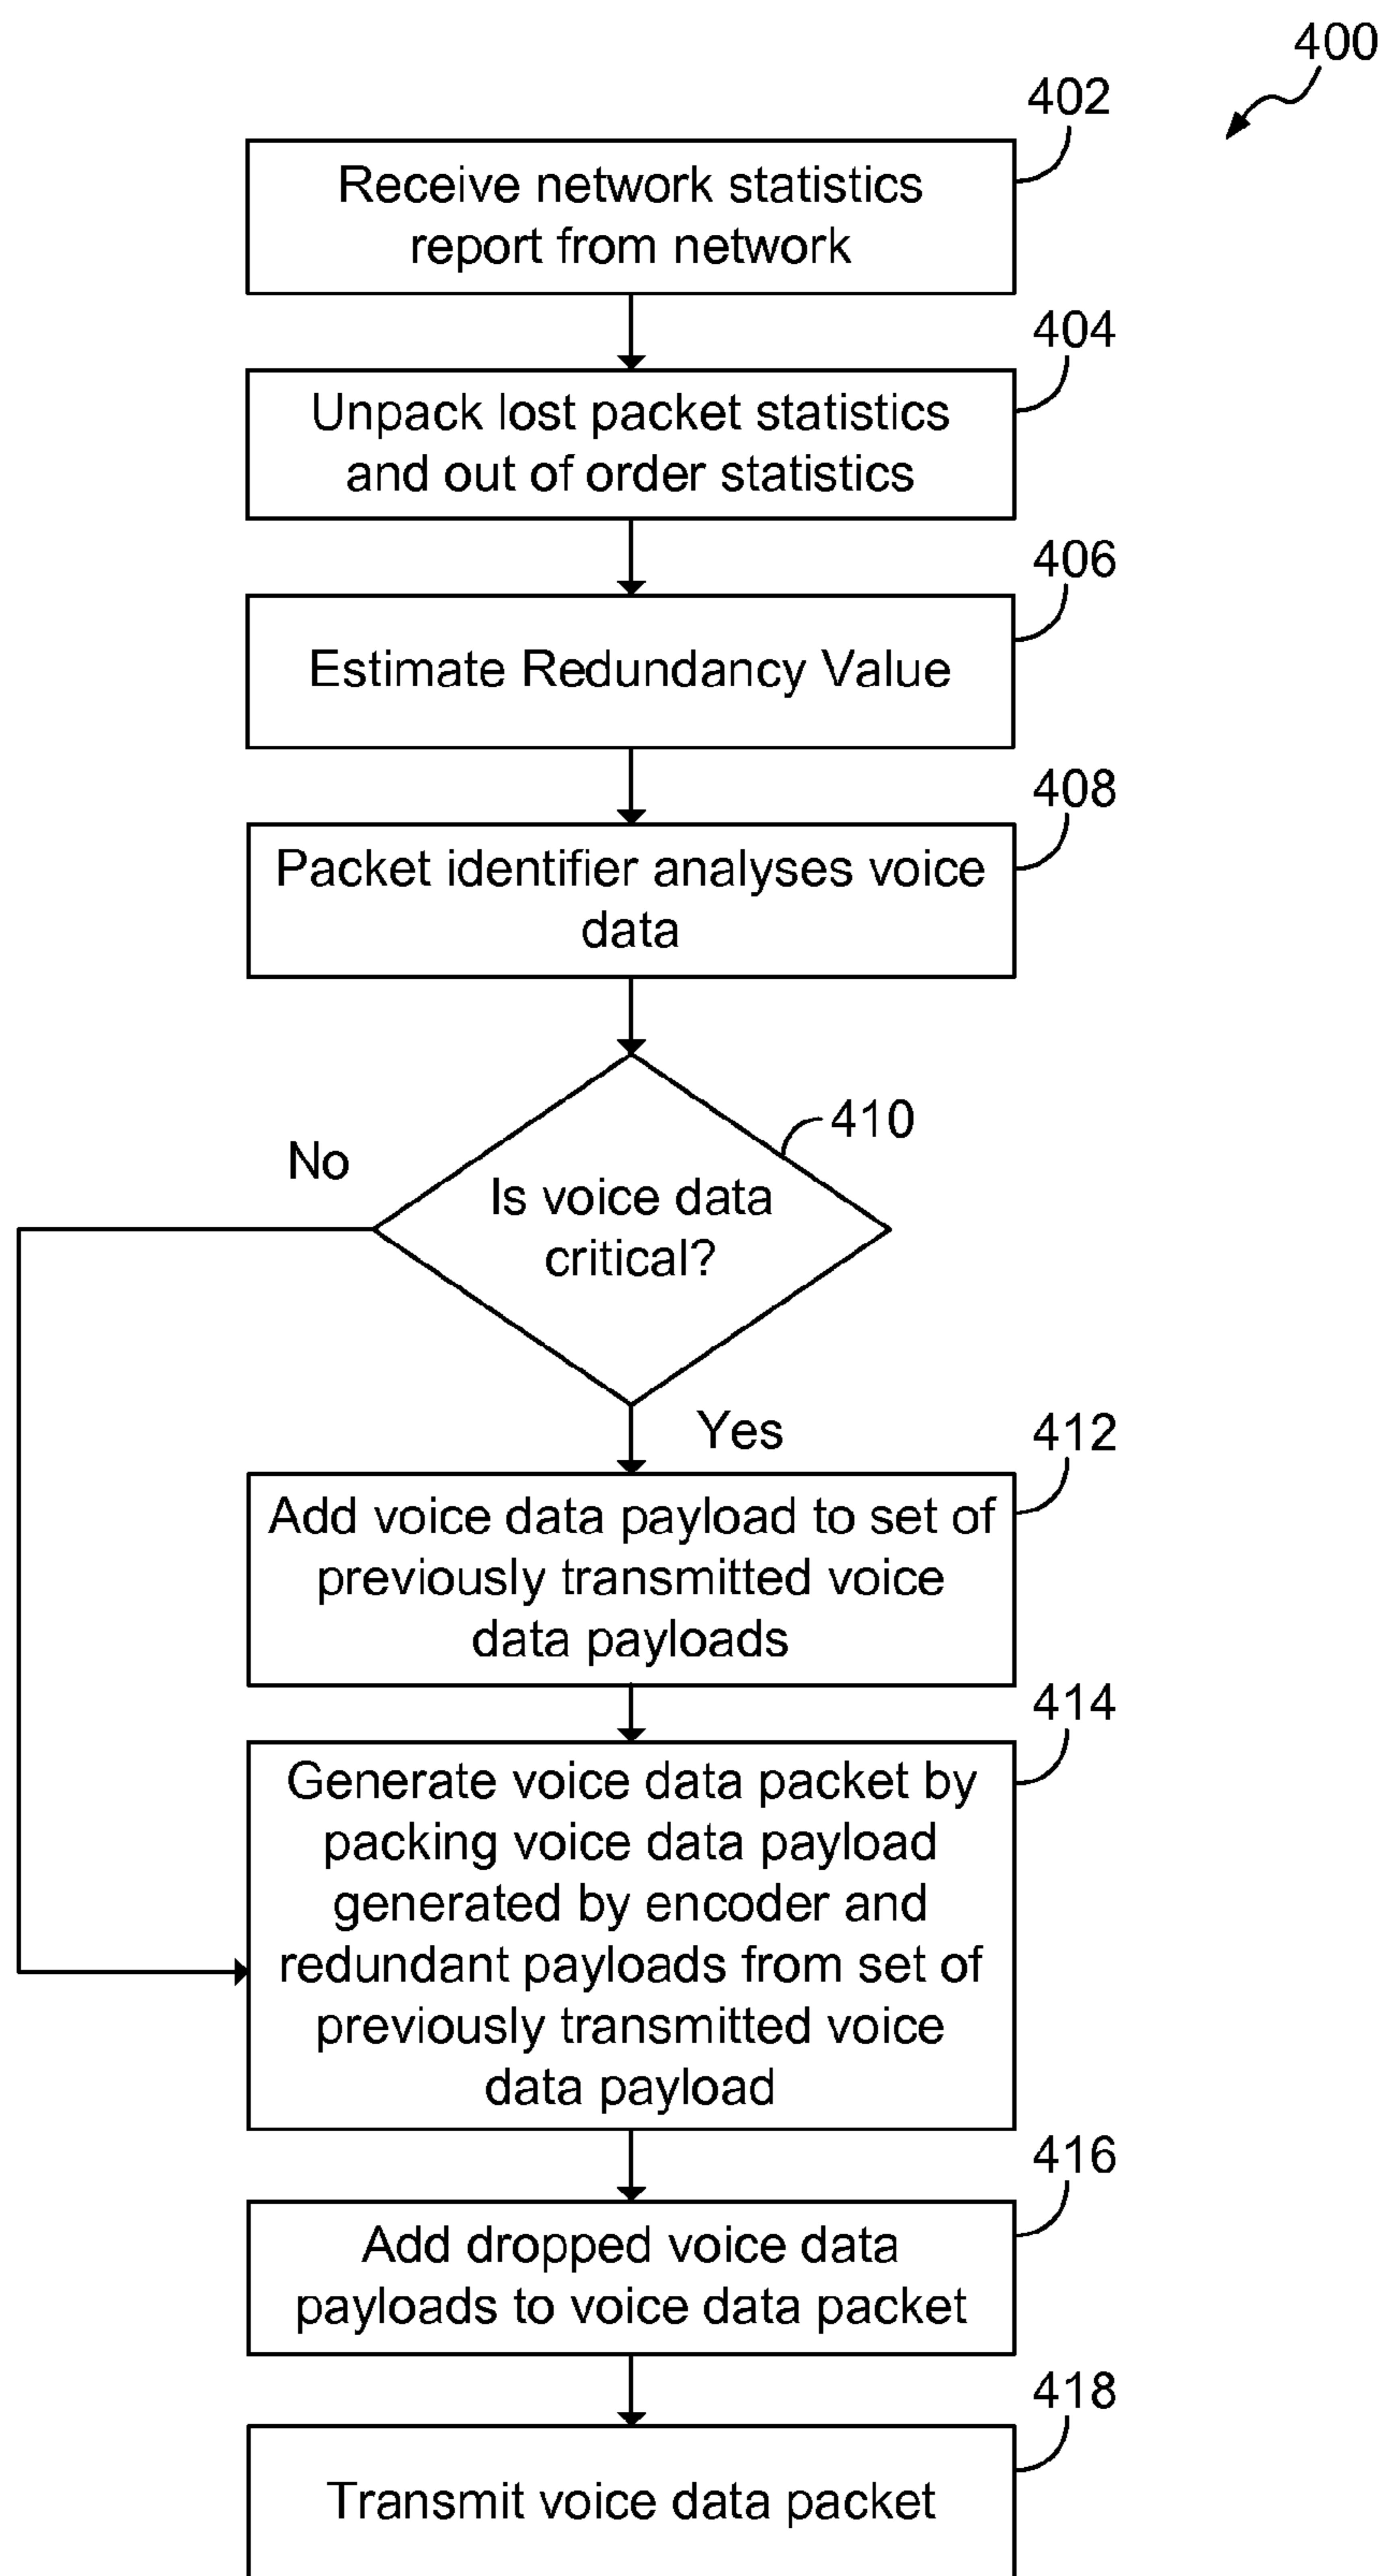 400
402
Receive network statistics
report from network
404
Unpack lost packet statistics
and out of order statistics
406
Estimate Redundancy Value
408
Packet identifier analyses voice
data
410
No
Is voice data
critical?
Yes
412
Add voice data payload to set of
previously transmitted voice
data payloads
414
Generate voice data packet by
packing voice data payload
generated by encoder and
redundant payloads from set of
previously transmitted voice
data payload
416
Add dropped voice data
payloads to voice data packet
418
Transmit voice data packet